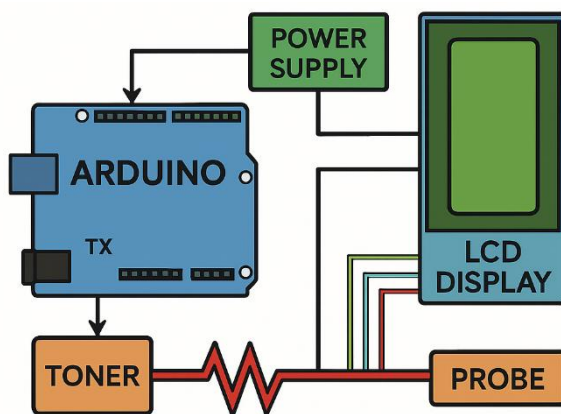 POWER
SUPPLY
ARDUINO
TX
LCD
DISPLAY
TONER
PROBE